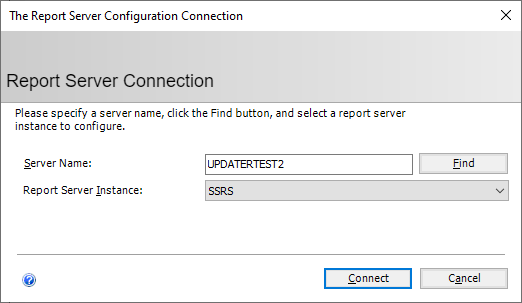 The Report Server Configuration Connection
Report Server Connection
Please specify a server name, click the Find button, and select a report server
instance to configure.
Server Name:
UPDATERTEST2
Find
Report Server Instance:
SSRS
Connect
Cancel